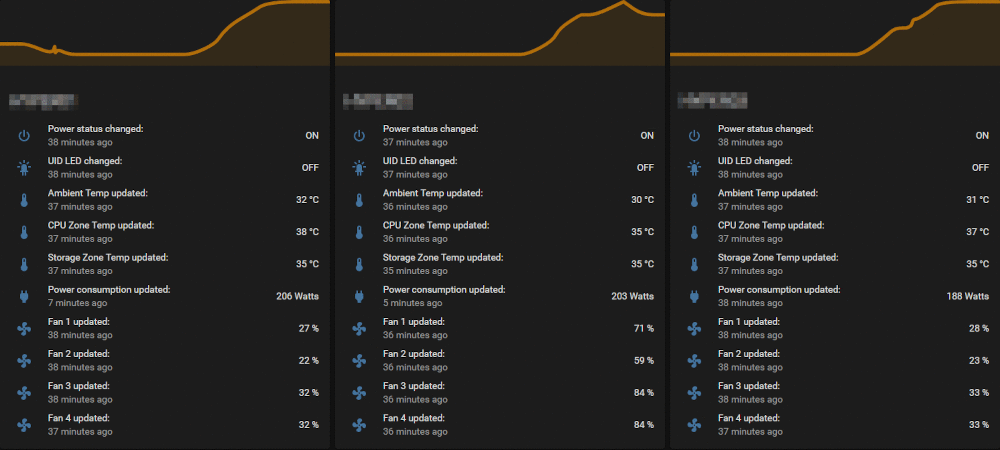 Power status changed:
38 minutes ago
ON
UID LED changed:
38 minutes ago
OFF
Ambient Temp updated:
37 minutes ago
32 °C
CPU Zone Temp updated:
37 minutes ago
38 °C
Storage Zone Temp updated:
37 minutes ago
35 °C
Power consumption updated:
7 minutes ago
206 Watts
Fan 1 updated:
38 minutes ago
27 %
Fan 2 updated:
38 minutes ago
22 %
Fan 3 updated:
38 minutes ago
32 %
Fan 4 updated:
37 minutes ago
32 %
Power status changed:
37 minutes ago
ON
UID LED changed:
37 minutes ago
OFF
Ambient Temp updated:
36 minutes ago
30 °C
CPU Zone Temp updated:
36 minutes ago
35 °C
Storage Zone Temp updated:
35 minutes ago
35 °C
Power consumption updated:
5 minutes ago
203 Watts
Fan 1 updated:
36 minutes ago
71 %
Fan 2 updated:
36 minutes ago
59 %
Fan 3 updated:
36 minutes ago
84 %
Fan 4 updated:
36 minutes ago
84 %
Power status changed:
38 minutes ago
ON
UID LED changed:
38 minutes ago
OFF
Ambient Temp updated:
37 minutes ago
31 °C
CPU Zone Temp updated:
37 minutes ago
37 °C
Storage Zone Temp updated:
37 minutes ago
35 °C
Power consumption updated:
38 minutes ago
188 Watts
Fan 1 updated:
38 minutes ago
28 %
Fan 2 updated:
38 minutes ago
23 %
Fan 3 updated:
38 minutes ago
33 %
Fan 4 updated:
37 minutes ago
33 %